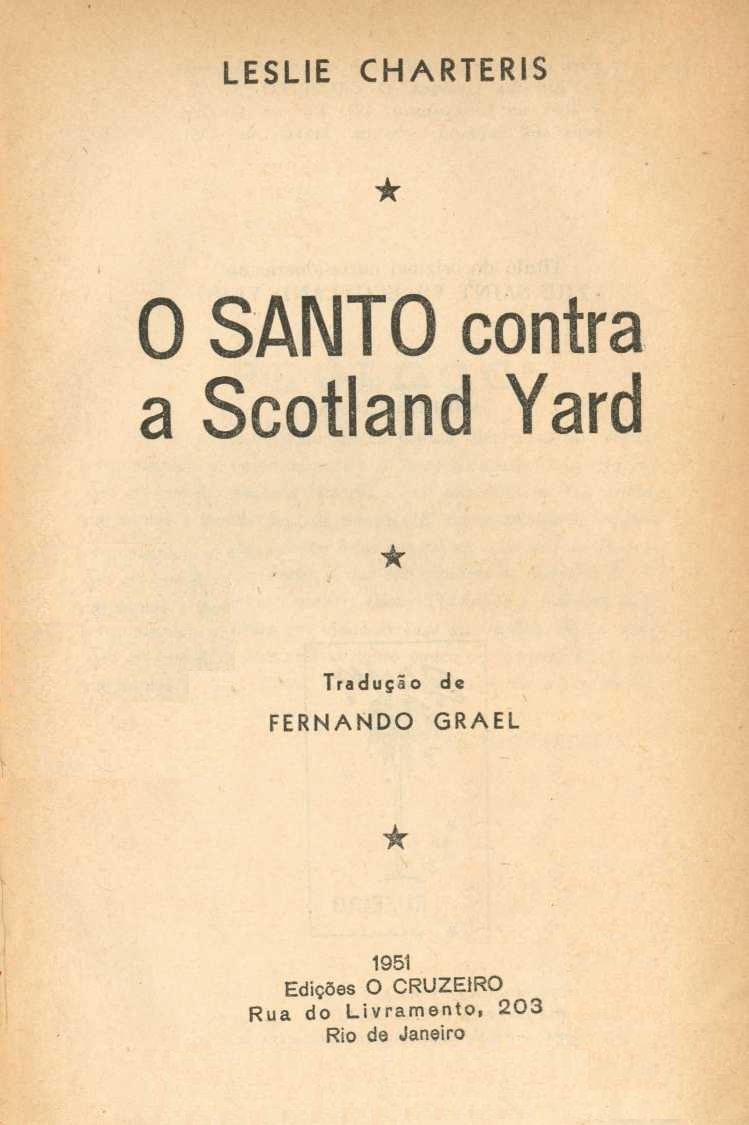 LESLIE CHARTERIS
O SANTO contra
a Scotland Yard
Tradução de
FERNANDO GRAEL
1951
Edições O CRUZEIRO
Rua do Livramento, 203
Rio de Janeiro